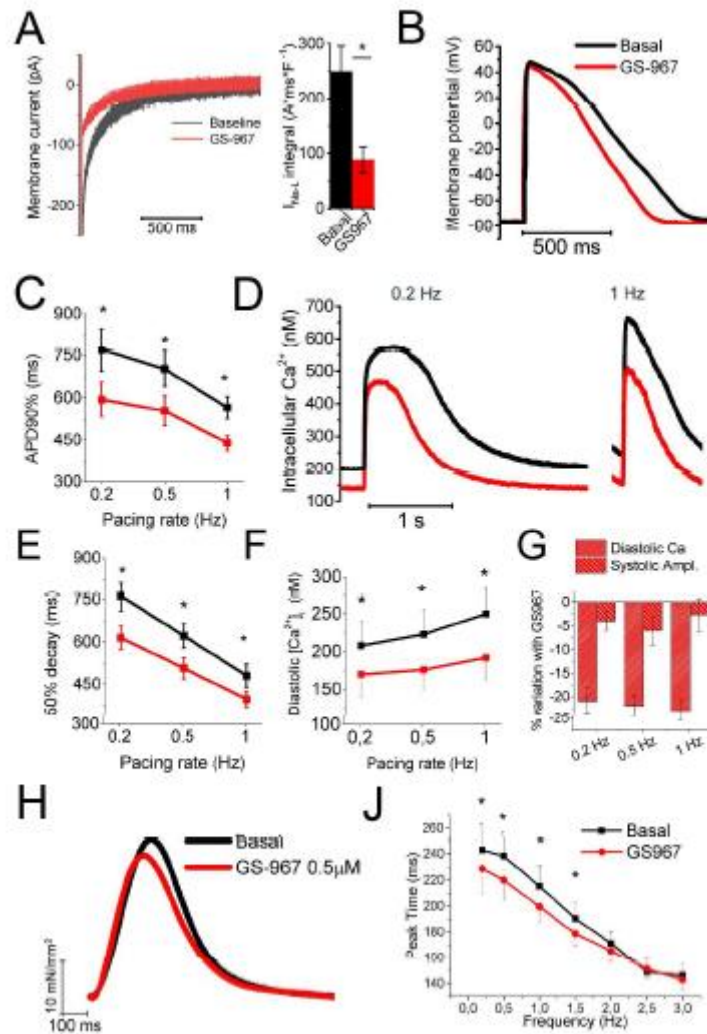 A
Membrane current (pA)
0
-100
-200
Baseline
GS-967
500 ms
I_Na-L integral (A*ms*F⁻¹)
300
200
100
0
*
Basal
GS967
B
Membrane potential (mV)
60
40
20
-0
-20
-40
-60
Basal
GS-967
500 ms
C
APD90% (ms)
900
750
600
450
300
* * *
0.2 0.5 1
Pacing rate (Hz)
D
0.2 Hz 1 Hz
Intracellular Ca²⁺ (nM)
700
600
500
400
300
200
100
1 s
E
% decay (ms)
900
750
600
450
300
* * *
0.2 0.5 1
Pacing rate (Hz)
F
Diastolic [Ca²⁺]ᵢ (nM)
300
250
200
150
100
* * *
0,2 0,5 1
Pacing rate (Hz)
G
Diastolic Ca
Systolic Ampl.
with GS967
0
-5
-10
-15
-20
-25
0.2 Hz 0.5 Hz 1 Hz
H
Basal
GS-967 0.5μM
10 mN/mm²
100 ms
J
Peak Time (ms)
260
240
220
200
140
* * * *
Basal
GS967
0,0 0,5 1,0 1,5 2,0 2,5 3,0
Frequency (Hz)